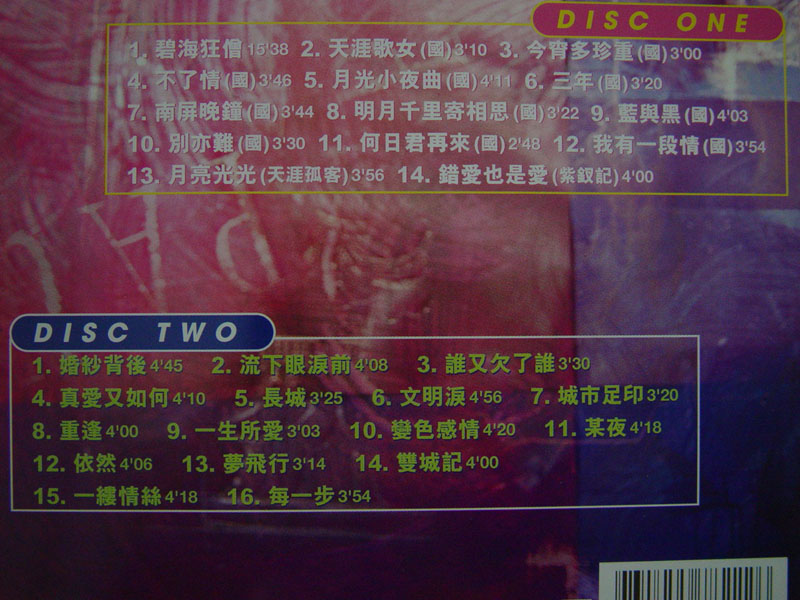 DISC ONE
1. 碧海狂僧 15'38 2. 天涯歌女(國)3'10 3. 今宵多珍重(國)3'00
4. 不了情(國)3'46 5. 月光小夜曲(國)4'11 6. 三年(國)3'20
7. 南屏晚鐘(國)3'44 8. 明月千里寄相思(國)3'22 9. 藍與黑(國)4'03
10. 別亦難(國)3'30 11. 何日君再來(國)2'48 12. 我有一段情(國)3'54
13. 月亮光光(天涯孤客)3'56 14. 錯愛也是愛(紫釵記)4'00
DISC TWO
1. 婚紗背後4'45 2. 流下眼淚前4'08 3. 誰又欠了誰3'30
4. 真愛又如何4'10 5. 長城3'25 6. 文明淚4'56 7. 城市足印3'20
8. 重逢4'00 9. 一生所愛3'03 10. 變色感情4'20 11. 某夜4'18
12. 依然4'06 13. 夢飛行3'14 14. 雙城記4'00
15. 一縷情絲4'18 16. 每一步3'54